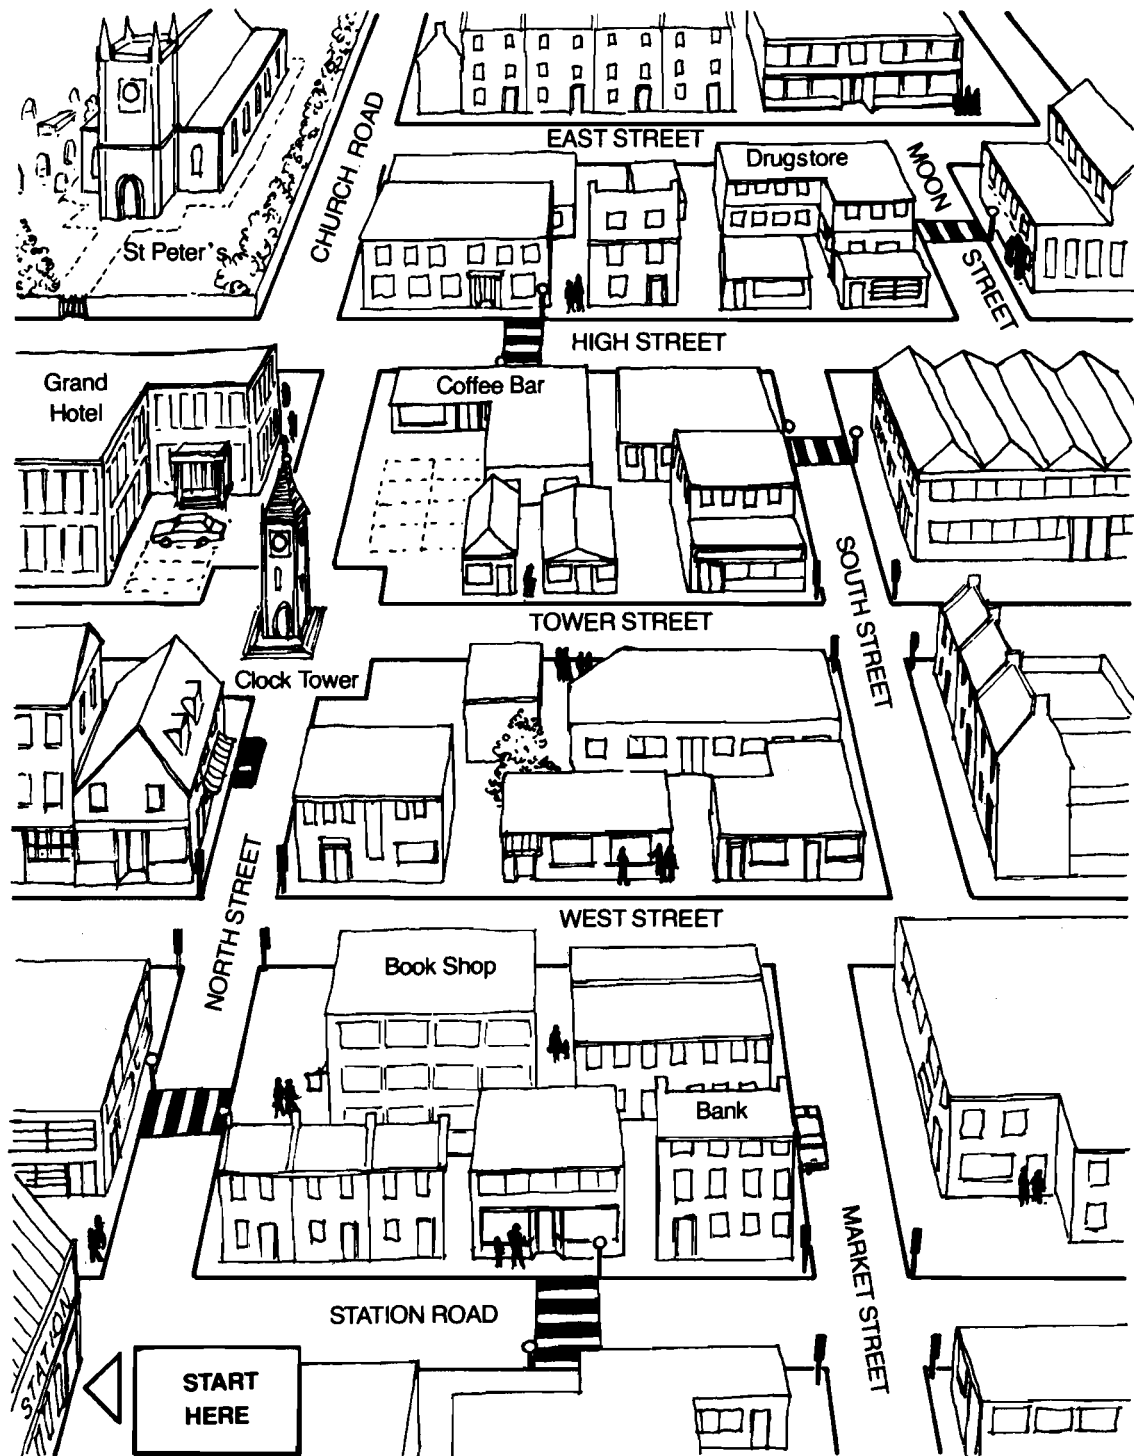 EAST STREET
CHURCH ROAD
Drugstore
MOON
STREET
St Peter's
HIGH STREET
Grand
Hotel
Coffee Bar
SOUTH STREET
TOWER STREET
Clock Tower
NORTH STREET
WEST STREET
Book Shop
Bank
MARKET STREET
STATION ROAD
STATION
START
HERE